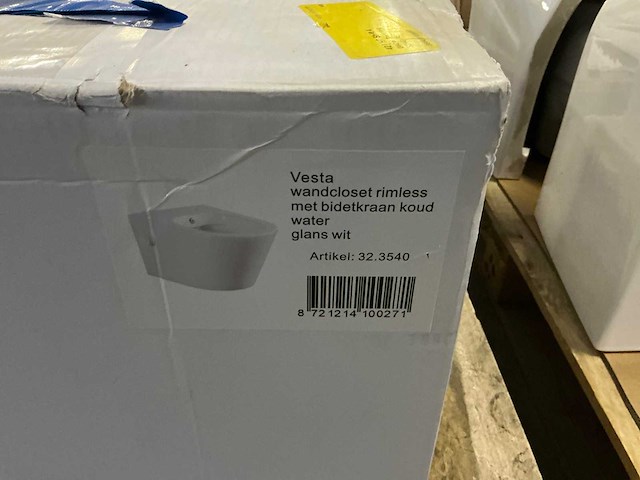 Vesta
wandcloset rimless
met bidetkraan koud
water
glans wit
Artikel: 32.3540
8 721214 100271